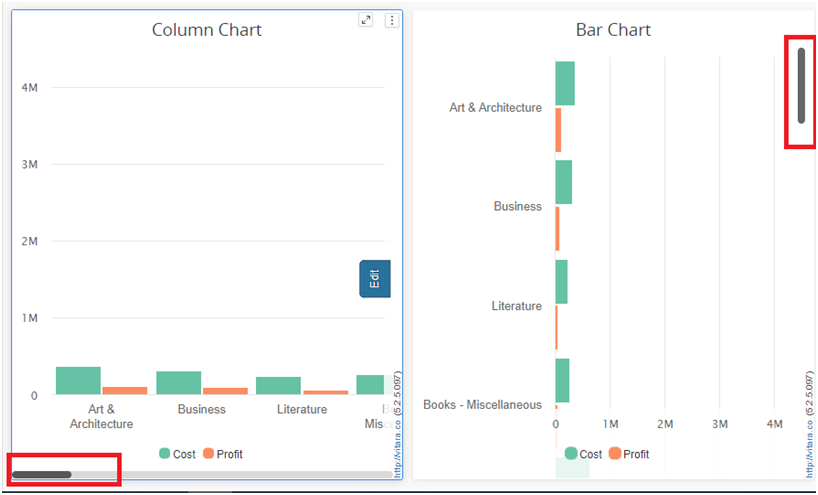 Column Chart
4M
3M
2M
1M
0
Art &
Architecture
Business
Literature
Misc
Cost
Profit
Edit
http://vitara.co (5.2.5.097)
Bar Chart
Art & Architecture
Business
Literature
Books - Miscellaneous
0
1M
2M
3M
4M
Cost
Profit
http://vitara.co (5.2.5.097)